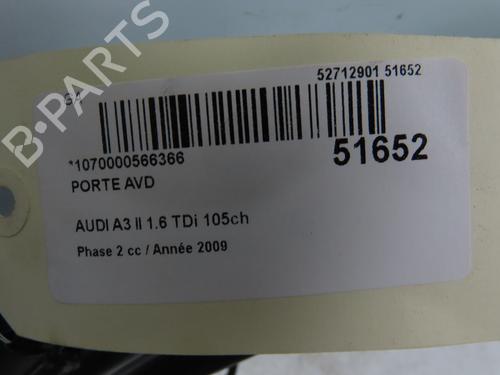 B-PARTS
52712901 51652
*1070000566366
51652
PORTE AVD
AUDI A3 II 1.6 TDi 105ch
Phase 2 cc / Année 2009